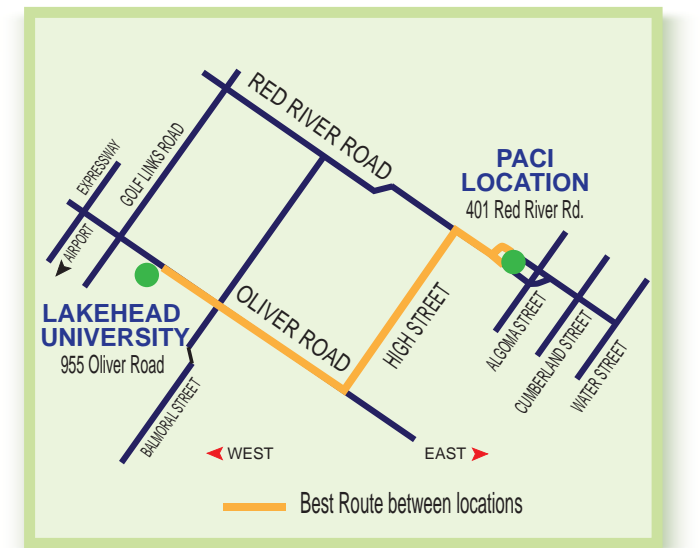 RED RIVER ROAD
GOLF LINKS ROAD
EXPRESSWAY
AIRPORT
PACI
LOCATION
401 Red River Rd.
LAKEHEAD
UNIVERSITY
955 Oliver Road
OLIVER ROAD
HIGH STREET
ALGOMA STREET
CUMBERLAND STREET
WATER STREET
BALMORAL STREET
WEST
EAST
Best Route between locations